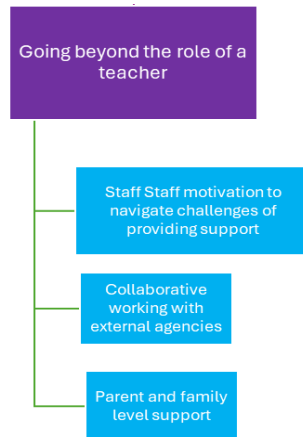 Going beyond the role of a
teacher
Staff Staff motivation to
navigate challenges of
providing support
Collaborative
working with
external agencies
Parent and family
level support